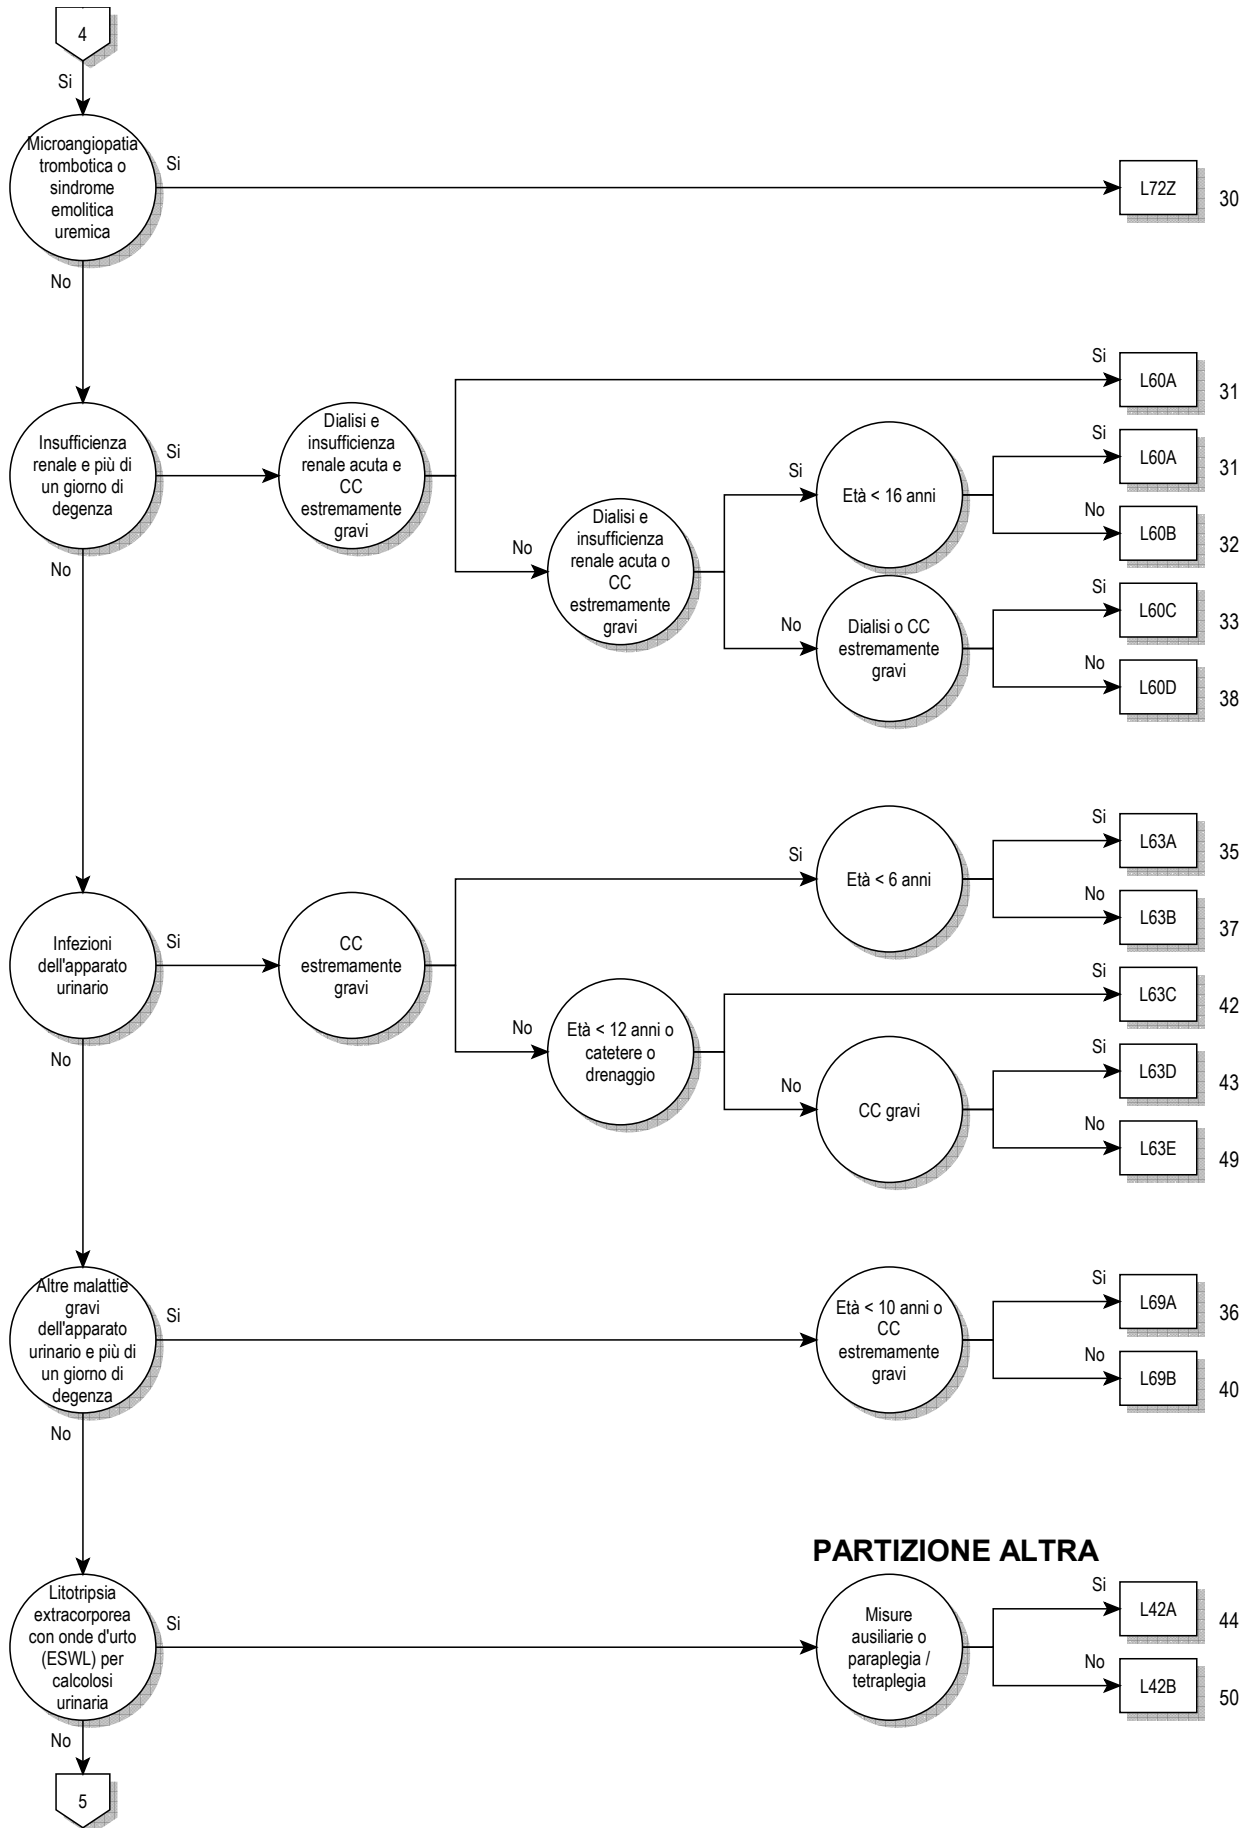 4
Si
Microangiopatia
trombotica o
sindrome
emolitica
uremica
Si
L72Z
30
No
Insufficienza
renale e più di
un giorno di
degenza
Si
Dialisi e
insufficienza
renale acuta e
CC
estremamente
gravi
Si
L60A
31
No
Dialisi e
insufficienza
renale acuta o
CC
estremamente
gravi
Si
Età < 16 anni
Si
L60A
31
No
L60B
32
No
Dialisi o CC
estremamente
gravi
Si
L60C
33
No
L60D
38
No
Infezioni
dell'apparato
urinario
Si
CC
estremamente
gravi
Si
Età < 6 anni
Si
L63A
35
No
L63B
37
No
Età < 12 anni o
catetere o
drenaggio
Si
L63C
42
No
CC gravi
Si
L63D
43
No
L63E
49
No
Altre malattie
gravi
dell'apparato
urinario e più di
un giorno di
degenza
Si
Età < 10 anni o
CC
estremamente
gravi
Si
L69A
36
No
L69B
40
No
PARTIZIONE ALTRA
Litotripsia
extracorporea
con onde d'urto
(ESWL) per
calcolosi
urinaria
Si
Misure
ausiliarie o
paraplegia /
tetraplegia
Si
L42A
44
No
L42B
50
No
5